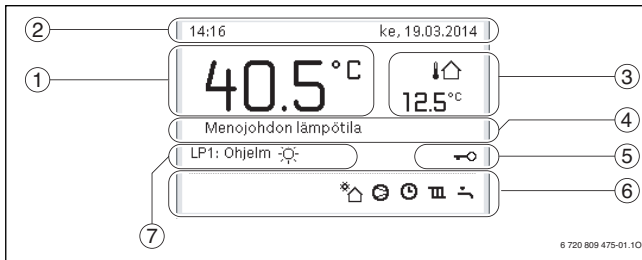 14:16 ke, 19.03.2014
2
40.5°C
1
12.5°C
3
Menojohdon lämpötila
4
LP1: Ohjelm
5
6
7
6 720 809 475-01.1O